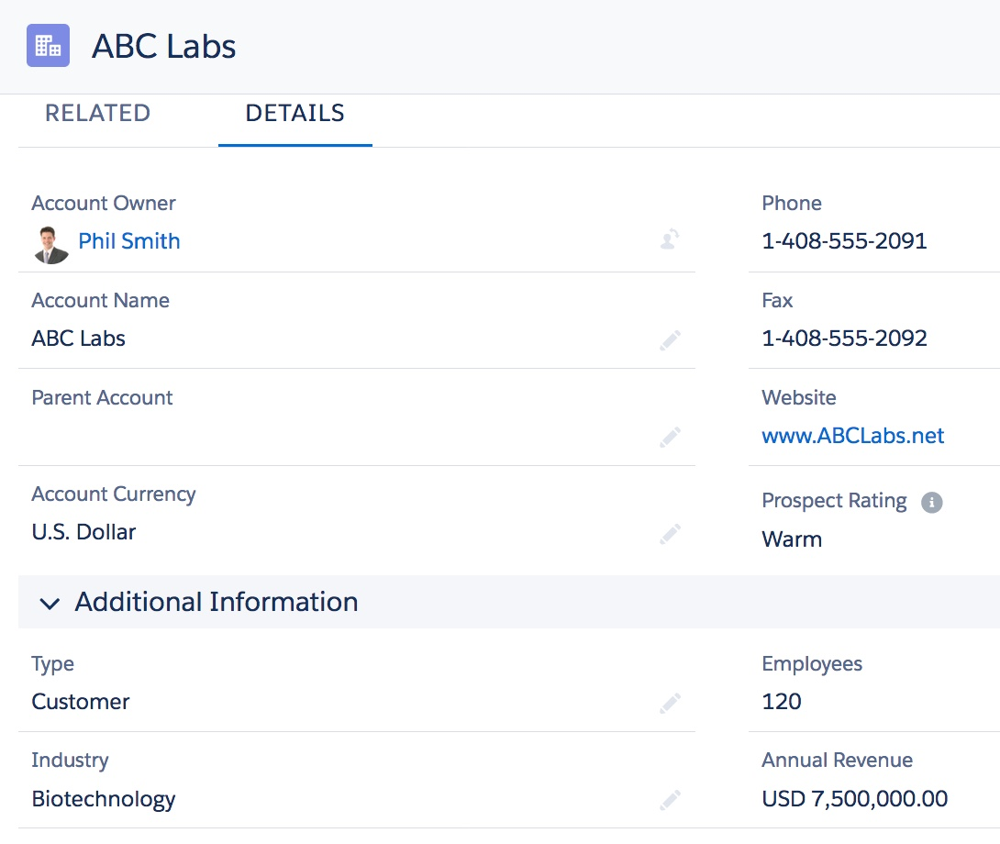 ABC Labs
RELATED
DETAILS
Account Owner
Phil Smith
Phone
1-408-555-2091
Account Name
ABC Labs
Fax
1-408-555-2092
Parent Account
Website
www.ABCLabs.net
Account Currency
U.S. Dollar
Prospect Rating
Warm
Additional Information
Type
Customer
Employees
120
Industry
Biotechnology
Annual Revenue
USD 7,500,000.00